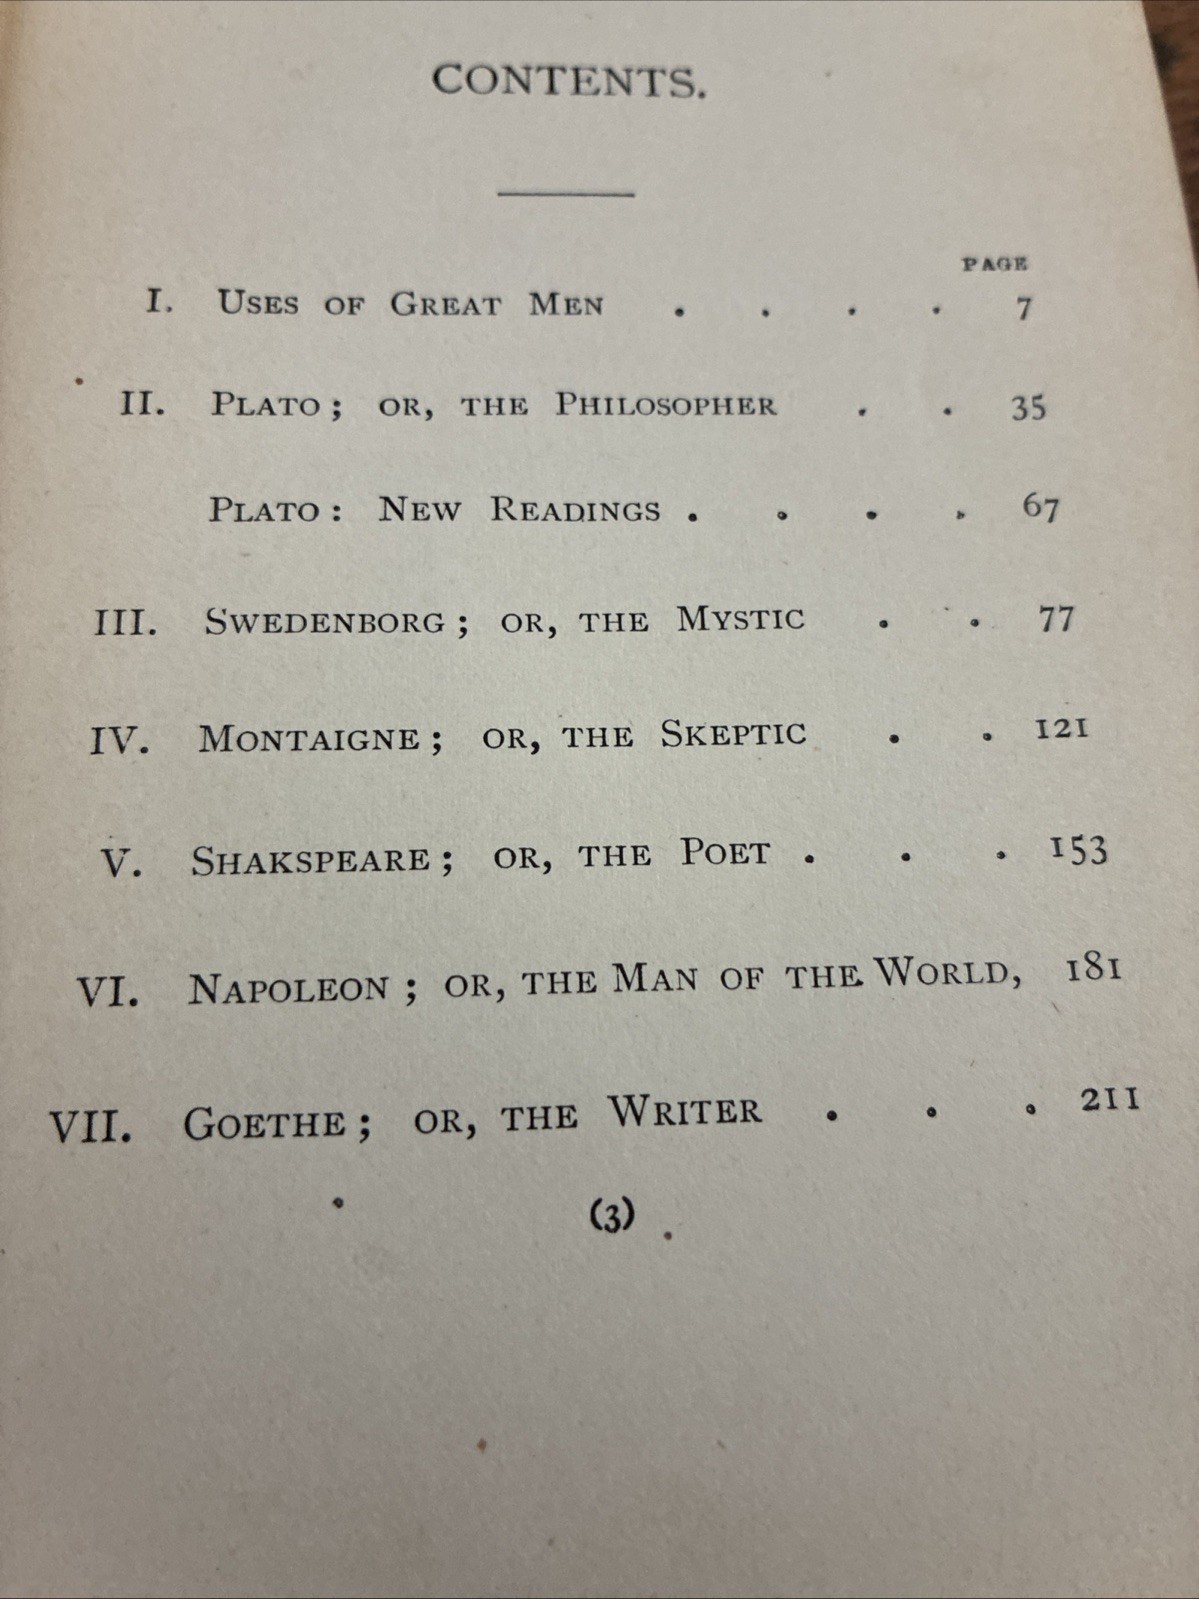 CONTENTS.
PAGE
I. USES OF GREAT MEN . . . . 7
II. PLATO; OR, THE PHILOSOPHER . . 35
PLATO: NEW READINGS . . . . 67
III. SWEDENBORG; OR, THE MYSTIC . . 77
IV. MONTAIGNE; OR, THE SKEPTIC . . 121
V. SHAKSPEARE; OR, THE POET . . . 153
VI. NAPOLEON; OR, THE MAN OF THE WORLD, 181
VII. GOETHE; OR, THE WRITER . . . 211
(3)